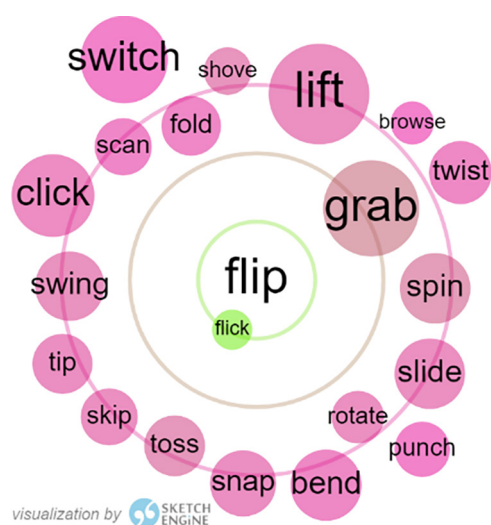 switch
shove
lift
browse
scan
fold
twist
click
grab
swing
flip
spin
flick
tip
slide
skip
rotate
toss
punch
snap
bend
visualization by SKETCH
ENGINE